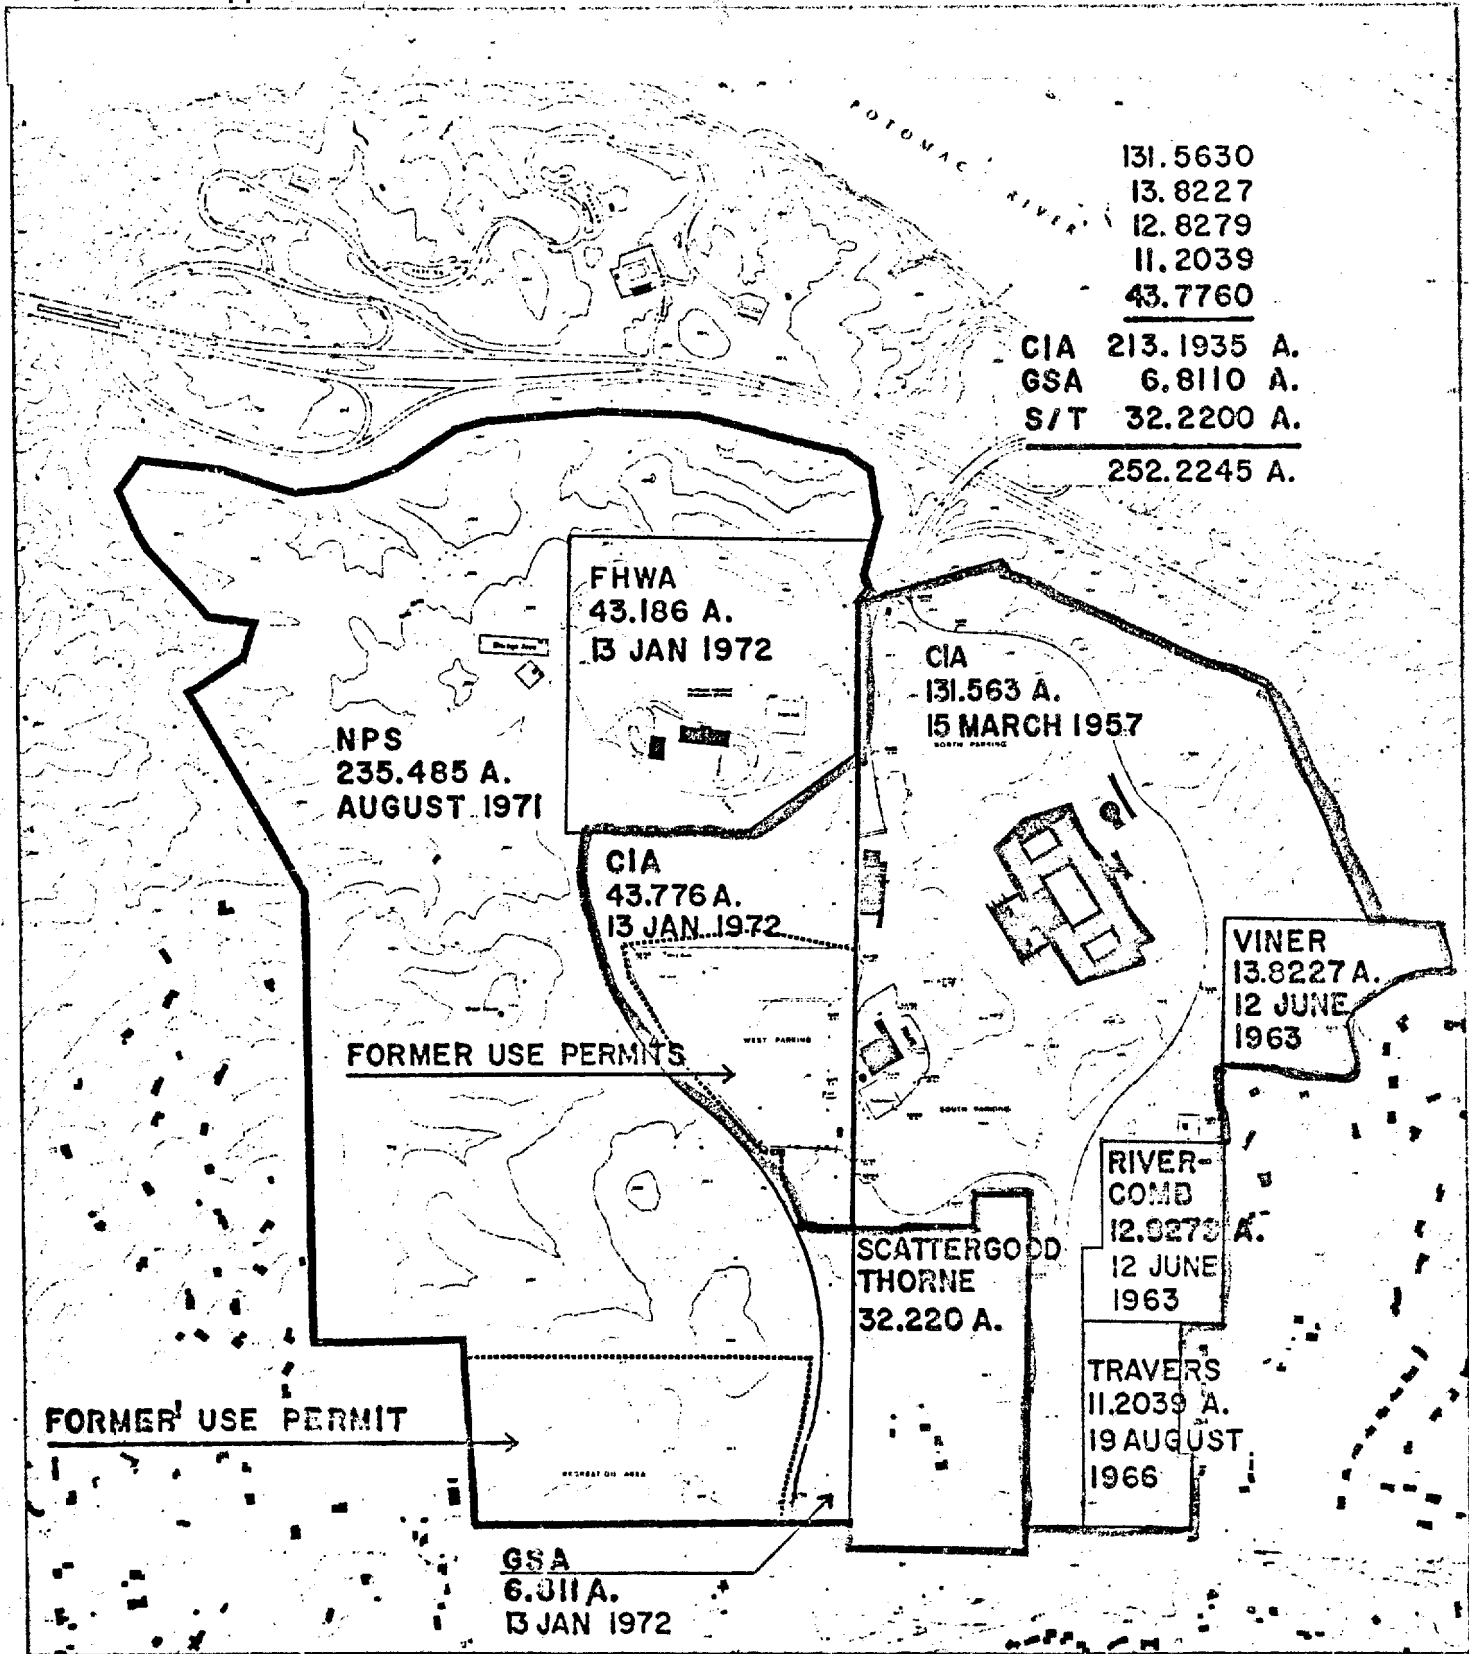 POTOMAC RIVER
131.5630
13.8227
12.8279
11.2039
43.7760
CIA 213.1935 A.
GSA 6.8110 A.
S/T 32.2200 A.
252.2245 A.
FHWA
43.186 A.
13 JAN 1972
CIA
131.563 A.
15 MARCH 1957
NORTH PARKING
NPS
235.485 A.
AUGUST 1971
CIA
43.776 A.
13 JAN 1972
VINER
13.8227 A.
12 JUNE
1963
FORMER USE PERMITS
WEST PARKING
SOUTH PARKING
RIVER-
COMB
12.8279 A.
12 JUNE
1963
SCATTERGOOD
THORNE
32.220 A.
TRAVERS
11.2039 A.
19 AUGUST
1966
FORMER USE PERMIT
RECREATION AREA
GSA
6.811 A.
13 JAN 1972